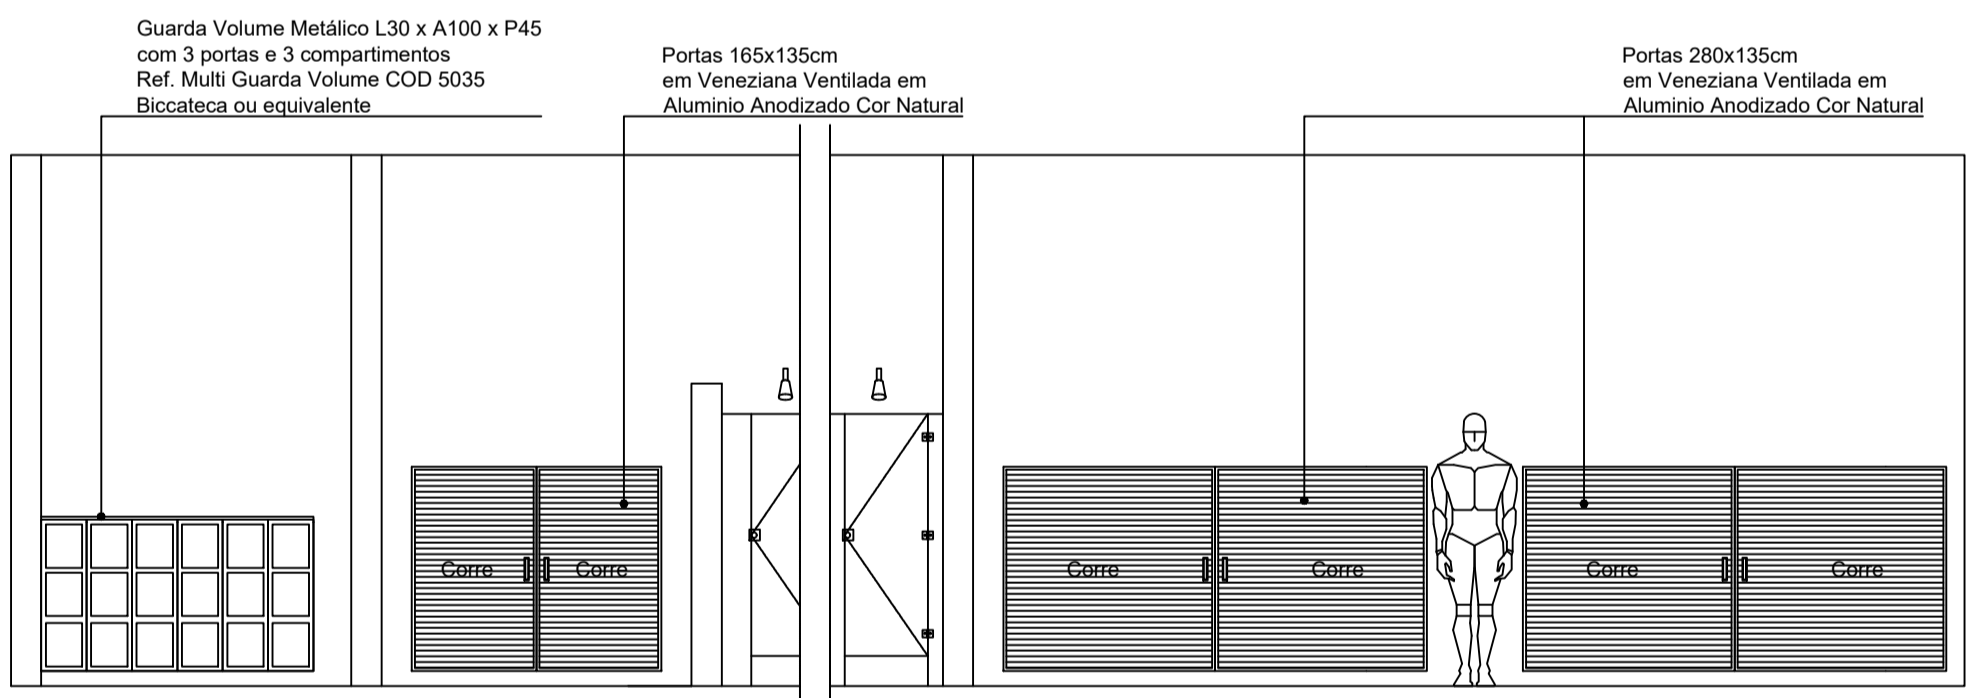 Guarda Volume Metálico L30 x A100 x P45
com 3 portas e 3 compartimentos
Ref. Multi Guarda Volume COD 5035
Biccateca ou equivalente
Portas 165x135cm
em Veneziana Ventilada em
Aluminio Anodizado Cor Natural
Portas 280x135cm
em Veneziana Ventilada em
Aluminio Anodizado Cor Natural
Corre
Corre
Corre
Corre
Corre
Corre